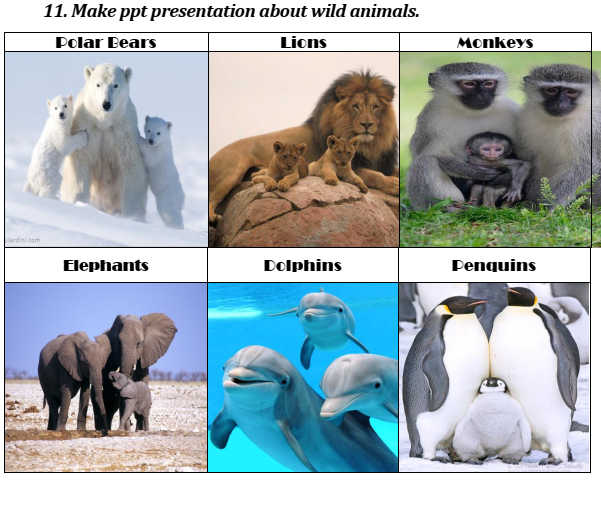 11. Make ppt presentation about wild animals.
Polar Bears
Lions
Monkeys
Elephants
Dolphins
Penguins